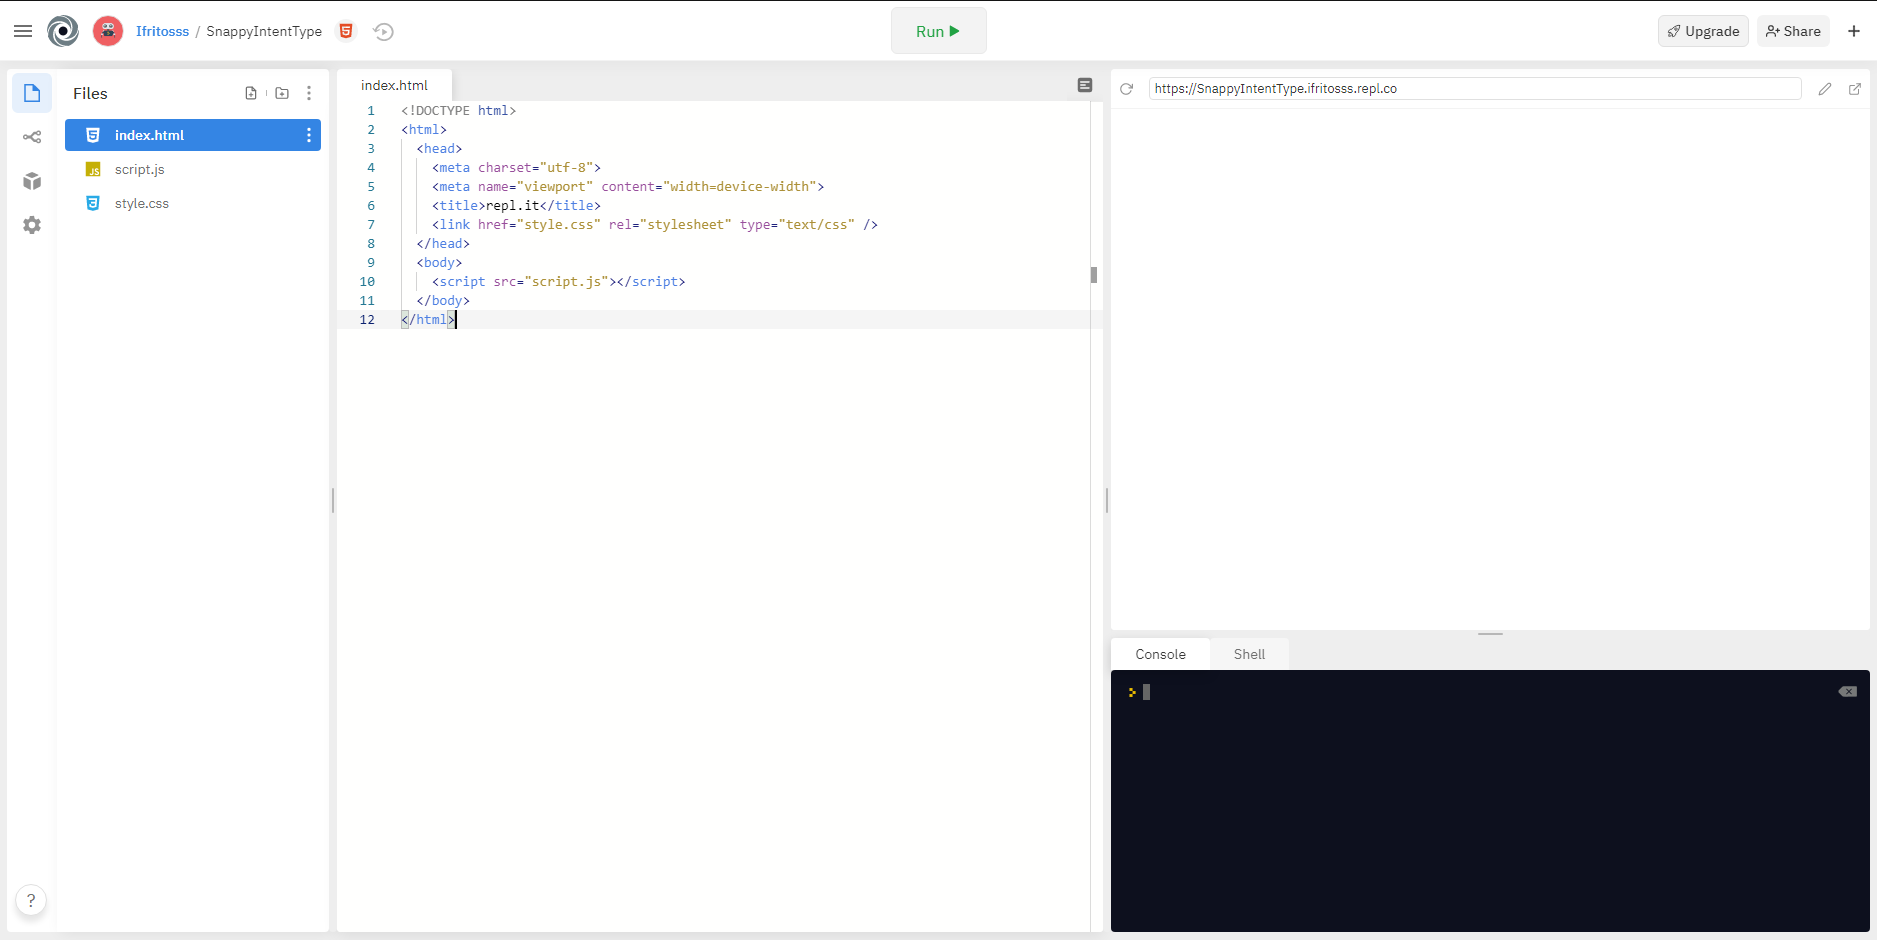 Ifritosss / SnappyIntentType
Run
Upgrade
Share
Files
index.html
script.js
style.css
index.html
1 <!DOCTYPE html>
2 <html>
3 <head>
4 <meta charset="utf-8">
5 <meta name="viewport" content="width=device-width">
6 <title>repl.it</title>
7 <link href="style.css" rel="stylesheet" type="text/css" />
8 </head>
9 <body>
10 <script src="script.js"></script>
11 </body>
12 </html>
https://SnappyIntentType.ifritosss.repl.co
Console
Shell
>
JS
?